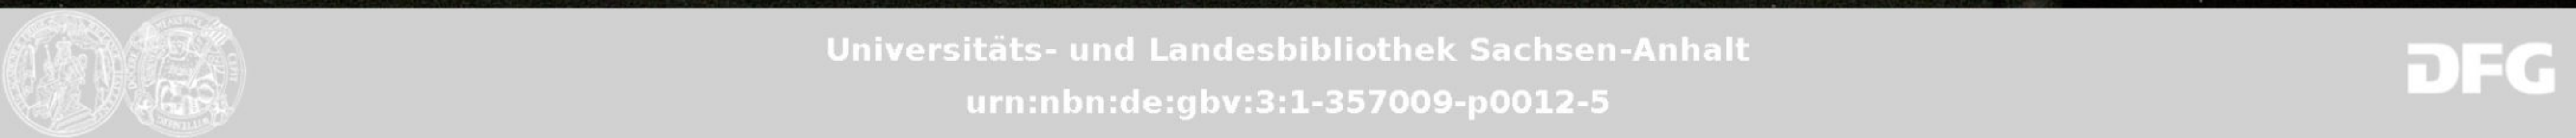 Universitäts- und Landesbibliothek Sachsen-Anhalt
urn:nbn:de:gbv:3:1-357009-p0012-5
DFG